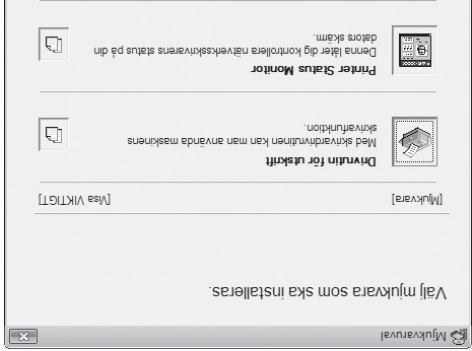 Mjukvaruval
Välj mjukvara som ska installeras.
[Mjukvara] [Visa VIKTIGT]
Drivrutin för utskrift
Med skrivardrivrutinen kan man använda maskinens
skrivarfunktion.
Printer Status Monitor
Denna låter dig kontrollera nätverksskrivarens status på din
dators skärm.